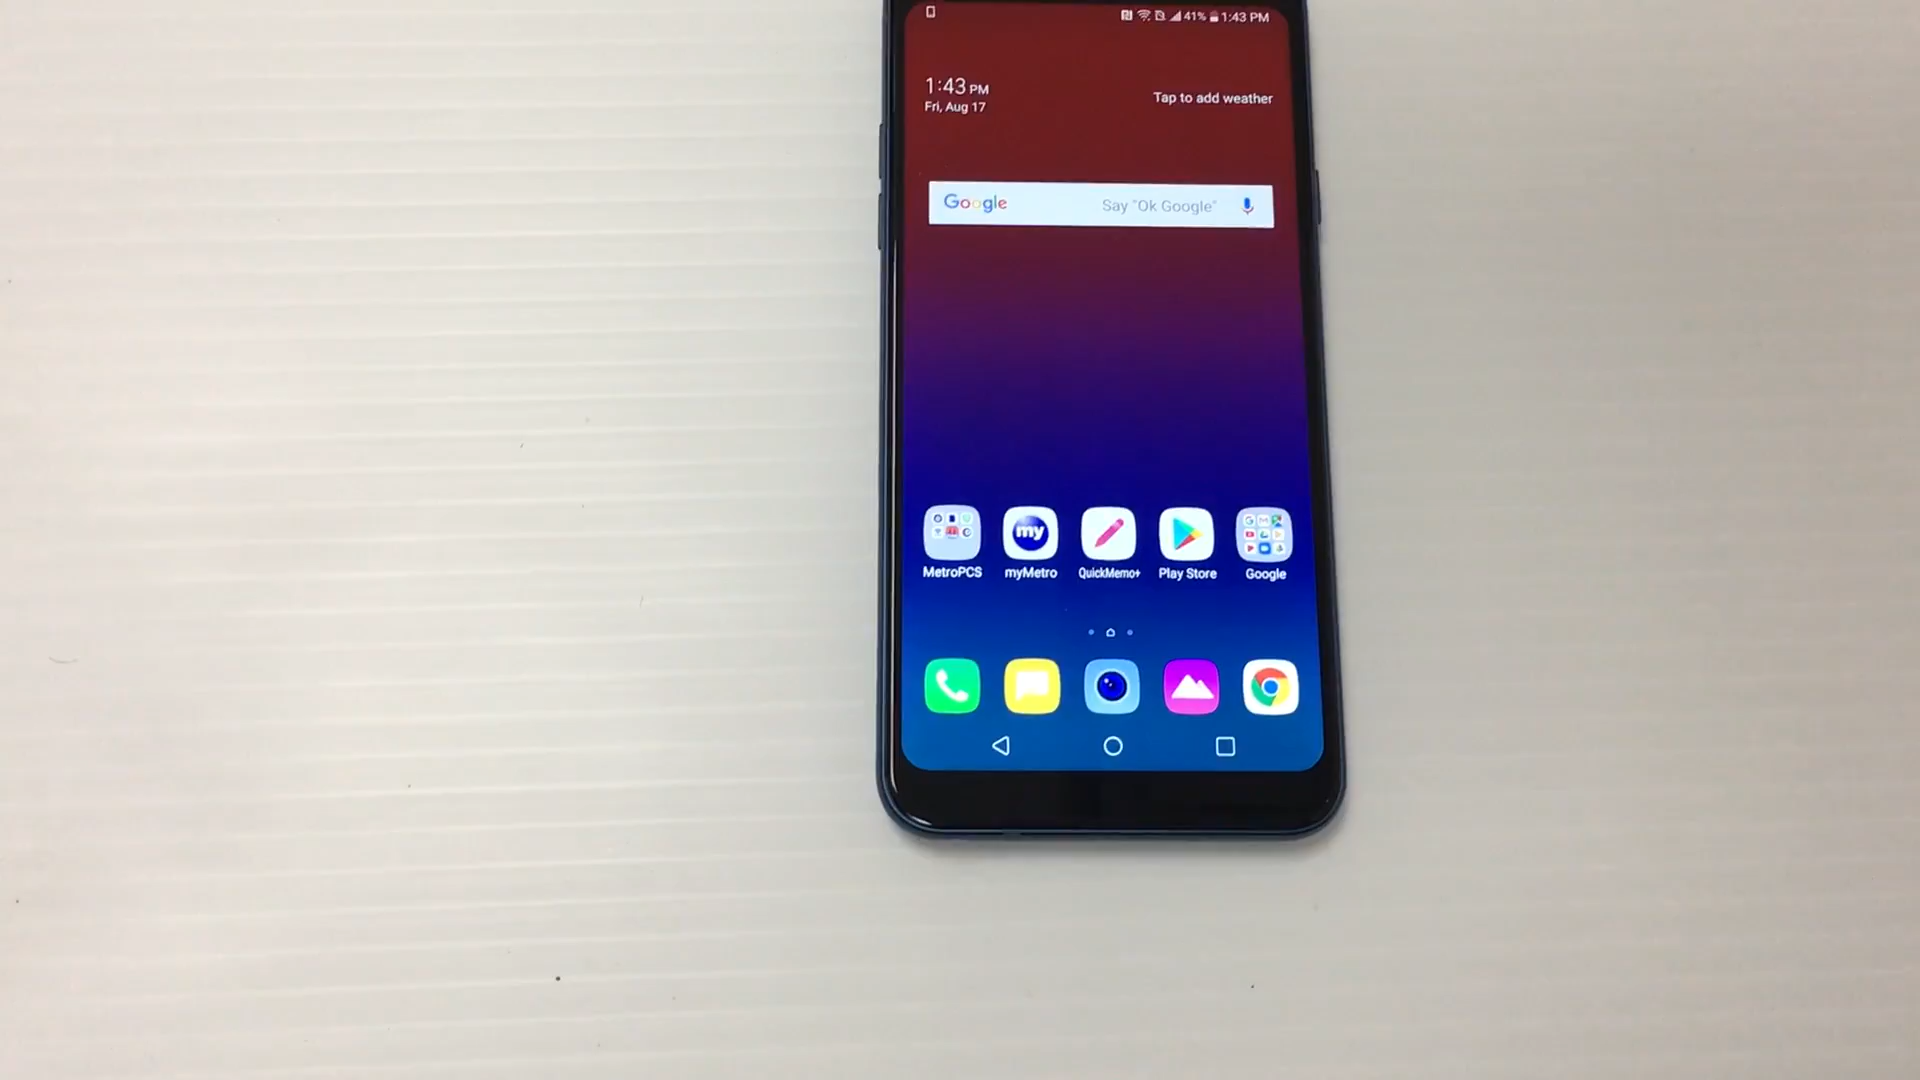 41% 1:43 PM
1:43 PM
Fri, Aug 17
Tap to add weather
Google Say "Ok Google"
MetroPCS my myMetro QuickMemo+ Play Store Google